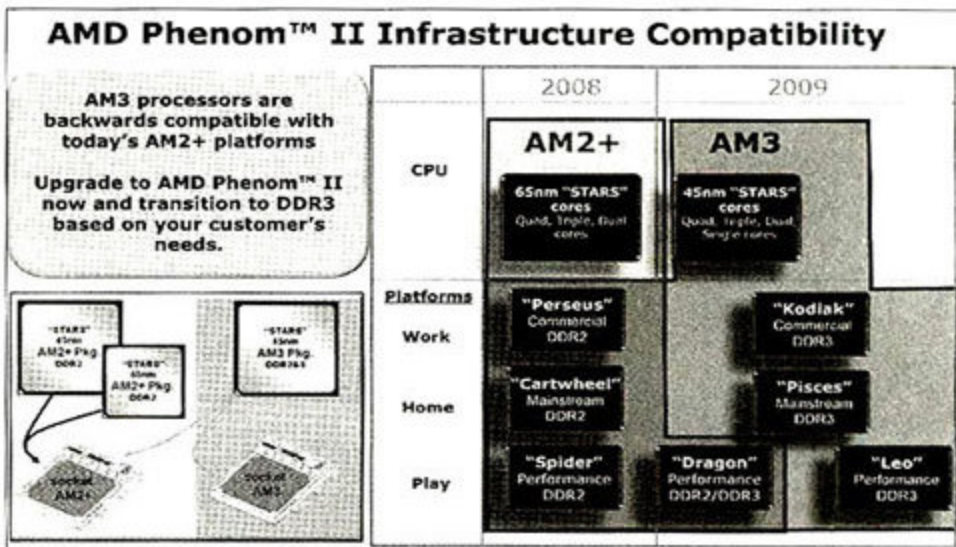 AMD Phenom™ II Infrastructure Compatibility
AM3 processors are
backwards compatible with
today's AM2+ platforms
Upgrade to AMD Phenom™ II
now and transition to DDR3
based on your customer's
needs.
"STARS"
AM2+ Pkg.
DDR2
"STARS"
AM2+ Pkg.
DDR2
"STARS"
AM3 Pkg.
socket
AM2+
socket
AM3
2008
2009
CPU
AM2+
AM3
65nm "STARS"
cores
Quad, Triple, Dual
cores
45nm "STARS"
cores
Quad, Triple, Dual,
Single cores
Platforms
Work
"Perseus"
Commercial
DDR2
"Kodiak"
Commercial
DDR3
Home
"Cartwheel"
Mainstream
DDR2
"Pisces"
Mainstream
DDR3
Play
"Spider"
Performance
DDR2
"Dragon"
Performance
DDR2/DDR3
"Leo"
Performance
DDR3